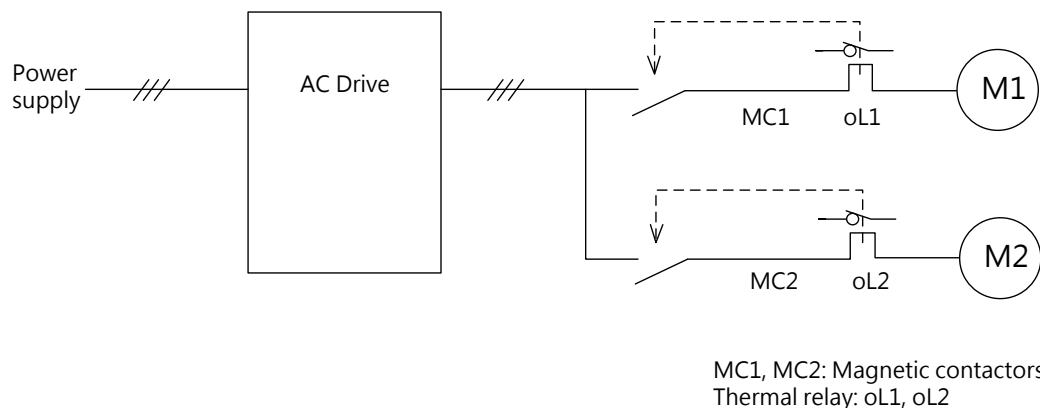 Power
supply
AC Drive
MC1
oL1
M1
MC2
oL2
M2
MC1, MC2: Magnetic contactors
Thermal relay: oL1, oL2